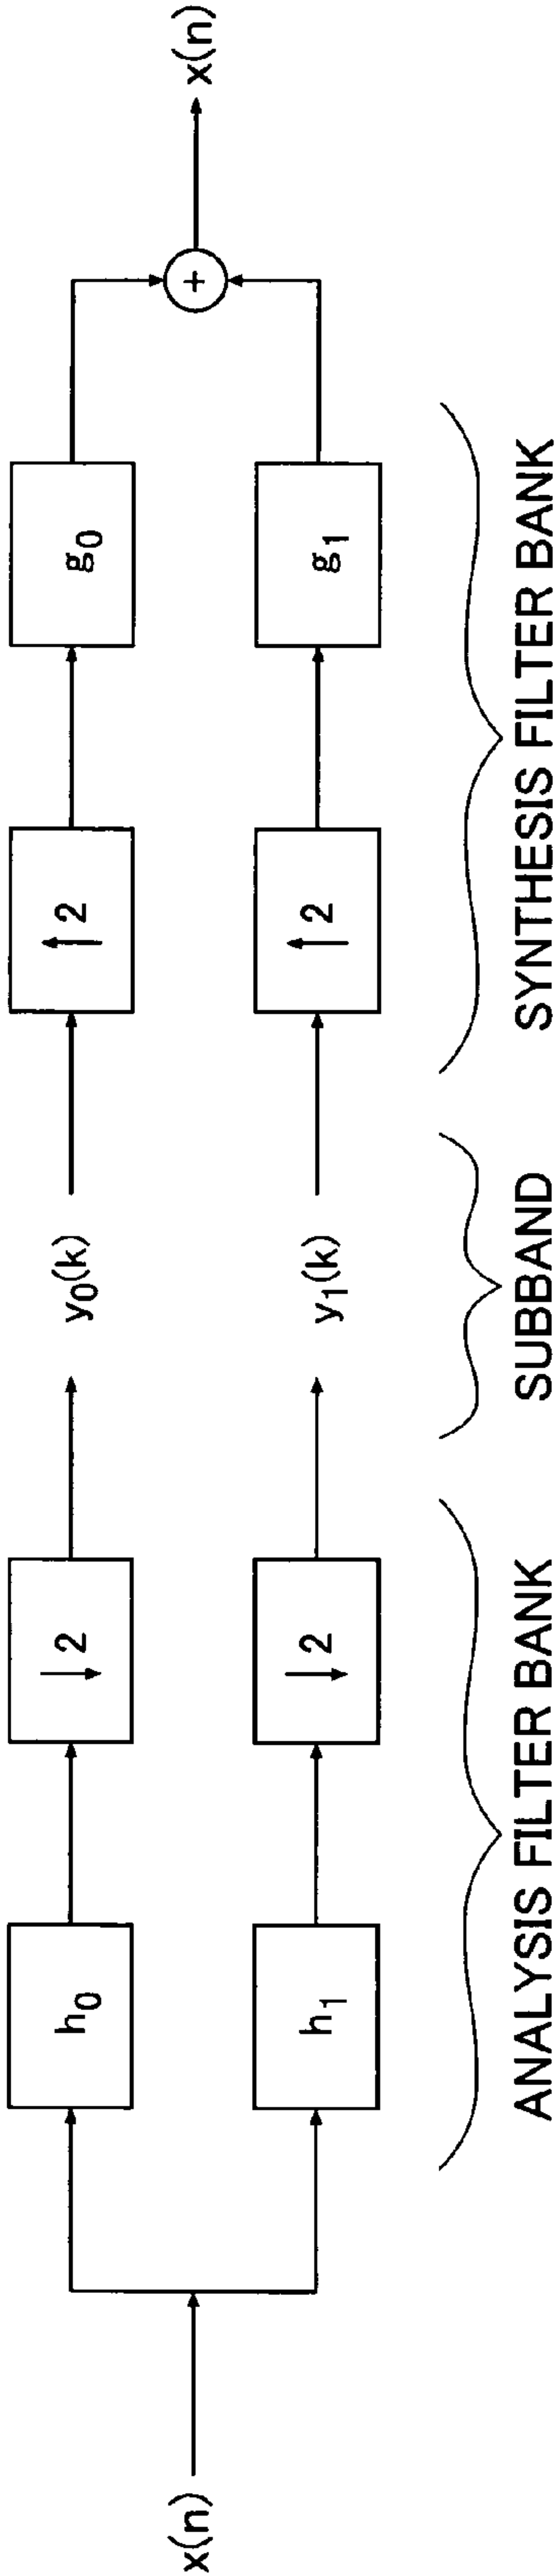 x(n)
h₀
↓2
y₀(k)
↑2
g₀
+
x(n)
h₁
↓2
y₁(k)
↑2
g₁
ANALYSIS FILTER BANK
SUBBAND
SYNTHESIS FILTER BANK